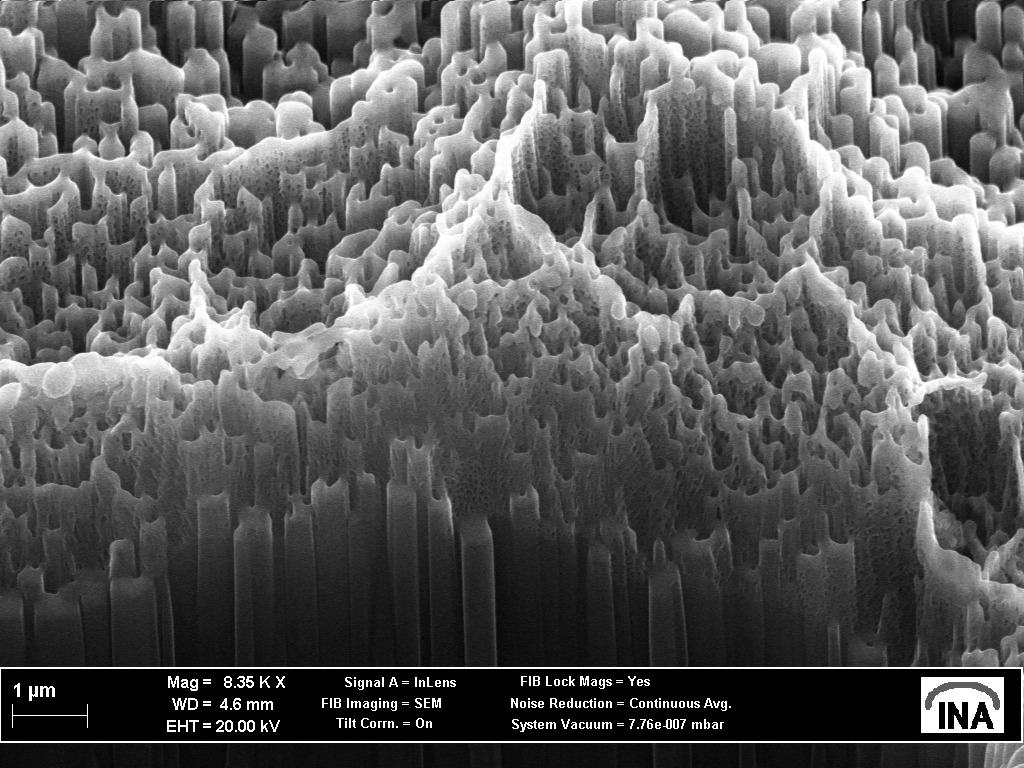 1 µm
Mag = 8.35 K X
WD = 4.6 mm
EHT = 20.00 kV
Signal A = InLens
FIB Imaging = SEM
Tilt Corrn. = On
FIB Lock Mags = Yes
Noise Reduction = Continuous Avg.
System Vacuum = 7.76e-007 mbar
INA